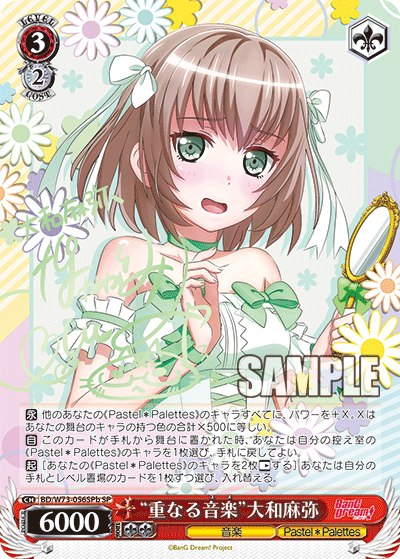 LEVEL
3
2
COST
大和麻弥
SAMPLE
永 他のあなたの《Pastel＊Palettes》のキャラすべてに、パワーを＋X。Xは
あなたの舞台のキャラの持つ色の合計×500に等しい。
自 このカードが手札から舞台に置かれた時、あなたは自分の控え室の
キャラを1枚選び、手札に戻してよい。
起［あなたの《Pastel＊Palettes》のキャラを2枚レストする］あなたは自分の手札
とレベル置場のカードを1枚ずつ選び、入れ替える。
CH BD/W73-056SPb SP
“重なる音楽”大和麻弥
BanG Dream!
6000
音楽
Pastel＊Palettes
©BanG Dream! Project